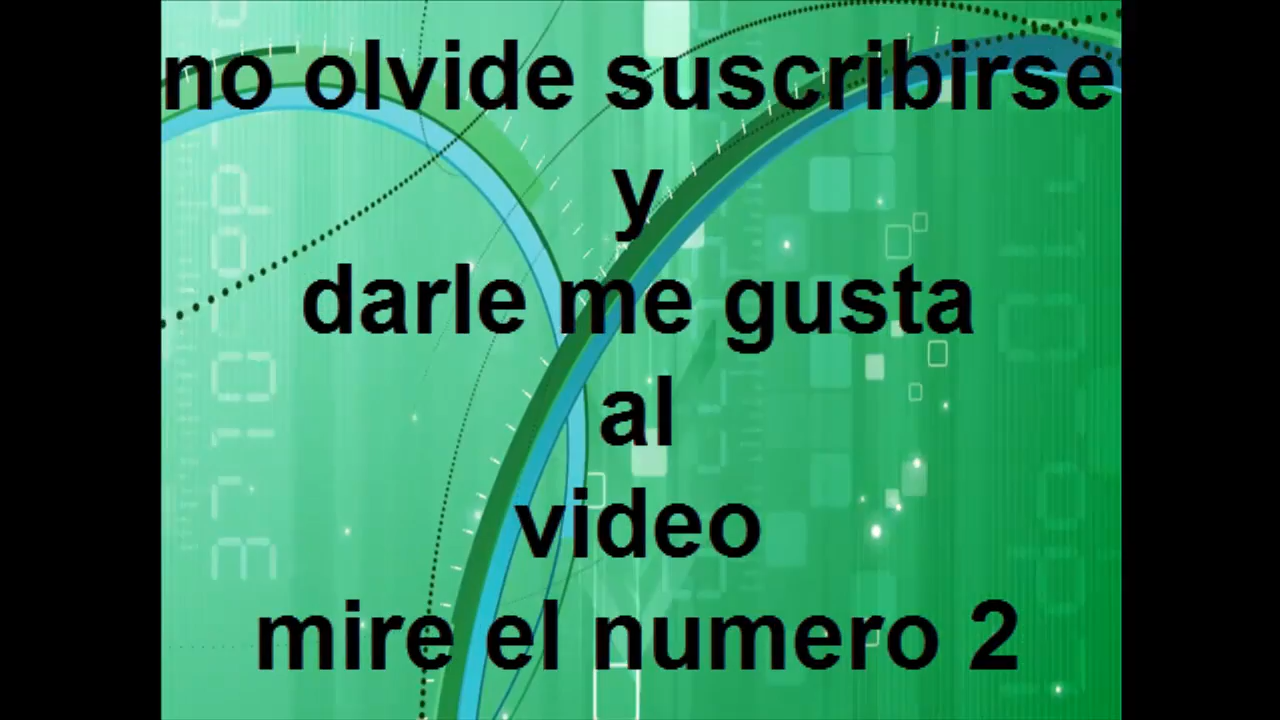 no olvide suscribirse
y
darle me gusta
al
video
mire el numero 2